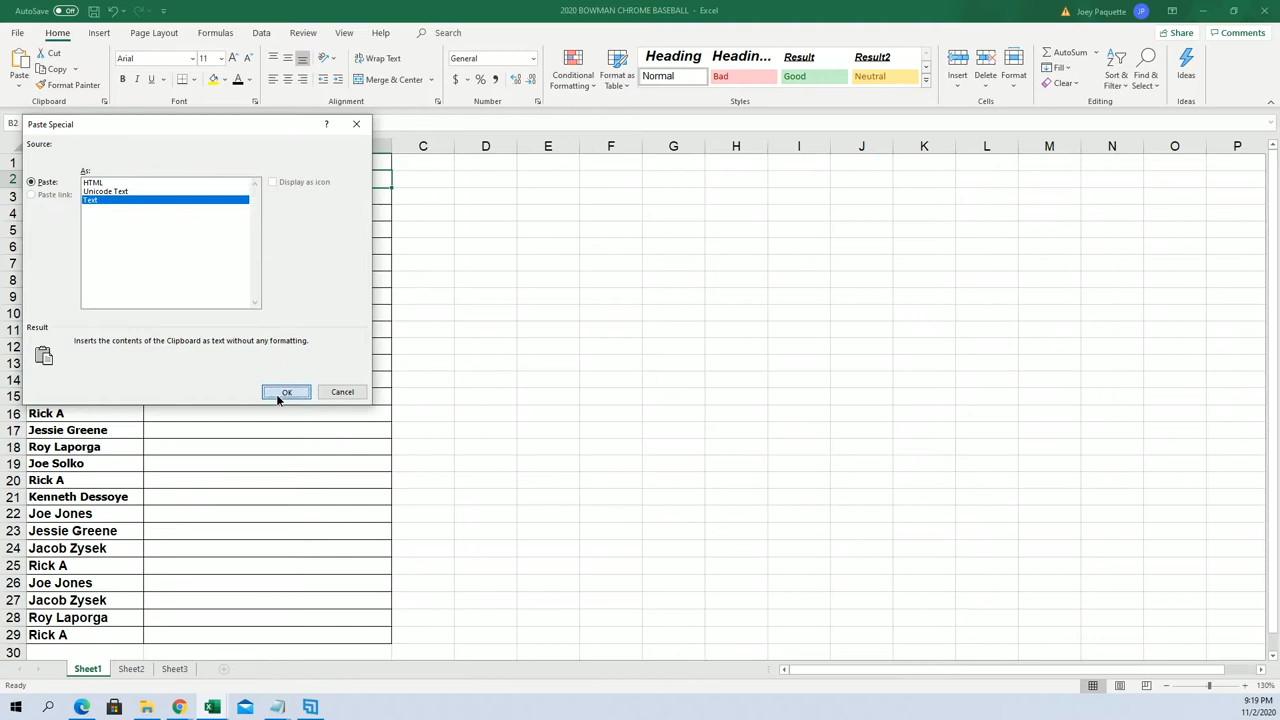 AutoSave Off 2020 BOWMAN CHROME BASEBALL - Excel Joey Paquette JP
File Home Insert Page Layout Formulas Data Review View Help Search Share Comments
Paste Cut Copy Format Painter
Arial 11 A A B I U A
Wrap Text Merge & Center
General $ % ,
Conditional Formatting Format as Table
Heading Headin... Result Result2
Normal Bad Good Neutral
Insert Delete Format
AutoSum Fill Clear Sort & Filter Find & Select Ideas
Clipboard Font Alignment Number Styles Cells Editing Ideas
B2
Paste Special ?
Source:
As:
Paste: HTML Display as icon
Paste link: Unicode Text
Text
Result
Inserts the contents of the Clipboard as text without any formatting.
OK Cancel
C D E F G H I J K L M N O P
1
2
3
4
5
6
7
8
9
10
11
12
13
14
15
16 Rick A
17 Jessie Greene
18 Roy Laporga
19 Joe Solko
20 Rick A
21 Kenneth Dessoye
22 Joe Jones
23 Jessie Greene
24 Jacob Zysek
25 Rick A
26 Joe Jones
27 Jacob Zysek
28 Roy Laporga
29 Rick A
30
Sheet1 Sheet2 Sheet3
Ready 130%
9:19 PM
11/2/2020